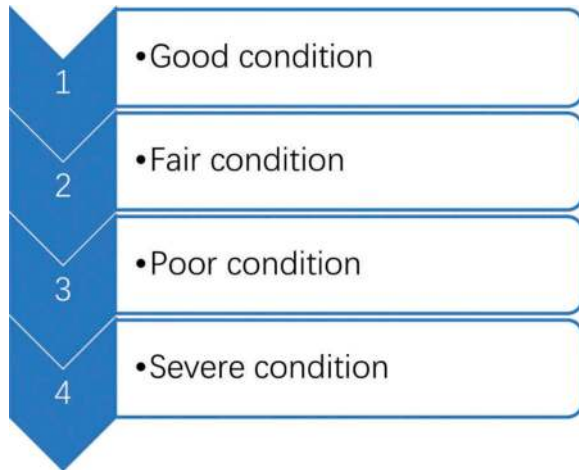 1
•Good condition
2
•Fair condition
3
•Poor condition
4
•Severe condition